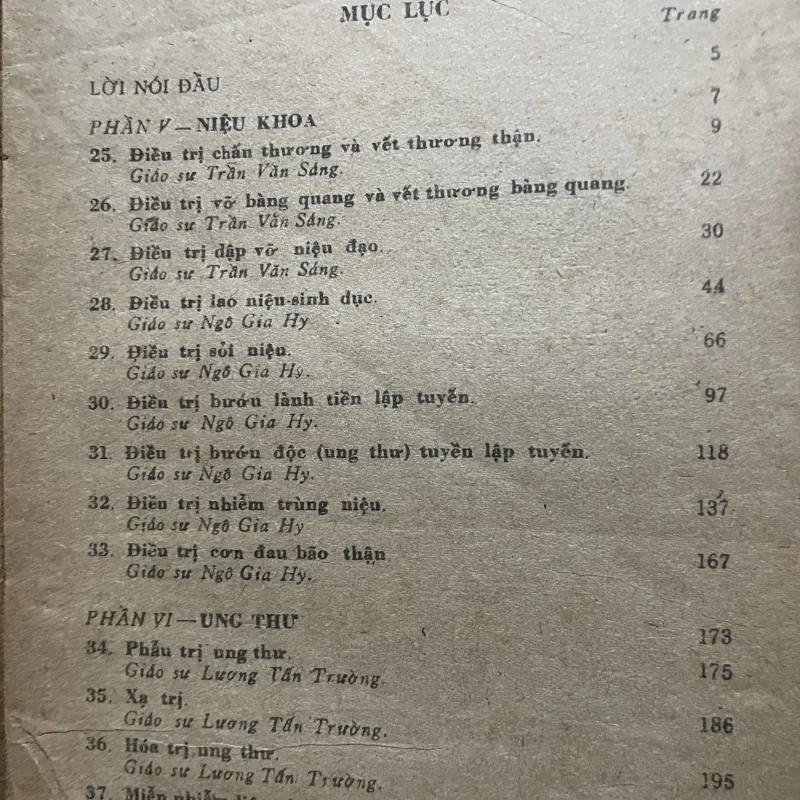 MỤC LỤC
Trang
LỜI NÓI ĐẦU 5
PHẦN V — NIỆU KHOA 7
25. Điều trị chấn thương và vết thương thận. 9
Giáo sư Trần Văn Sáng.
26. Điều trị vỡ bàng quang và vết thương bàng quang. 22
Giáo sư Trần Văn Sáng.
27. Điều trị dập vỡ niệu đạo. 30
Giáo sư Trần Văn Sáng.
28. Điều trị lao niệu-sinh dục. 44
Giáo sư Ngô Gia Hy
29. Điều trị sỏi niệu. 66
Giáo sư Ngô Gia Hy.
30. Điều trị bướu lành tiền lập tuyến. 97
Giáo sư Ngô Gia Hy.
31. Điều trị bướu độc (ung thư) tuyền lập tuyến. 118
Giáo sư Ngô Gia Hy.
32. Điều trị nhiễm trùng niệu. 137
Giáo sư Ngô Gia Hy
33. Điều trị cơn đau bão thận 167
Giáo sư Ngô Gia Hy.
PHẦN VI — UNG THƯ 173
34. Phẫu trị ung thư. 175
Giáo sư Lương Tấn Trường.
35. Xạ trị. 186
Giáo sư Lương Tấn Trường.
36. Hóa trị ung thư. 195
Giáo sư Lương Tấn Trường.
37. Miễn nhiễm